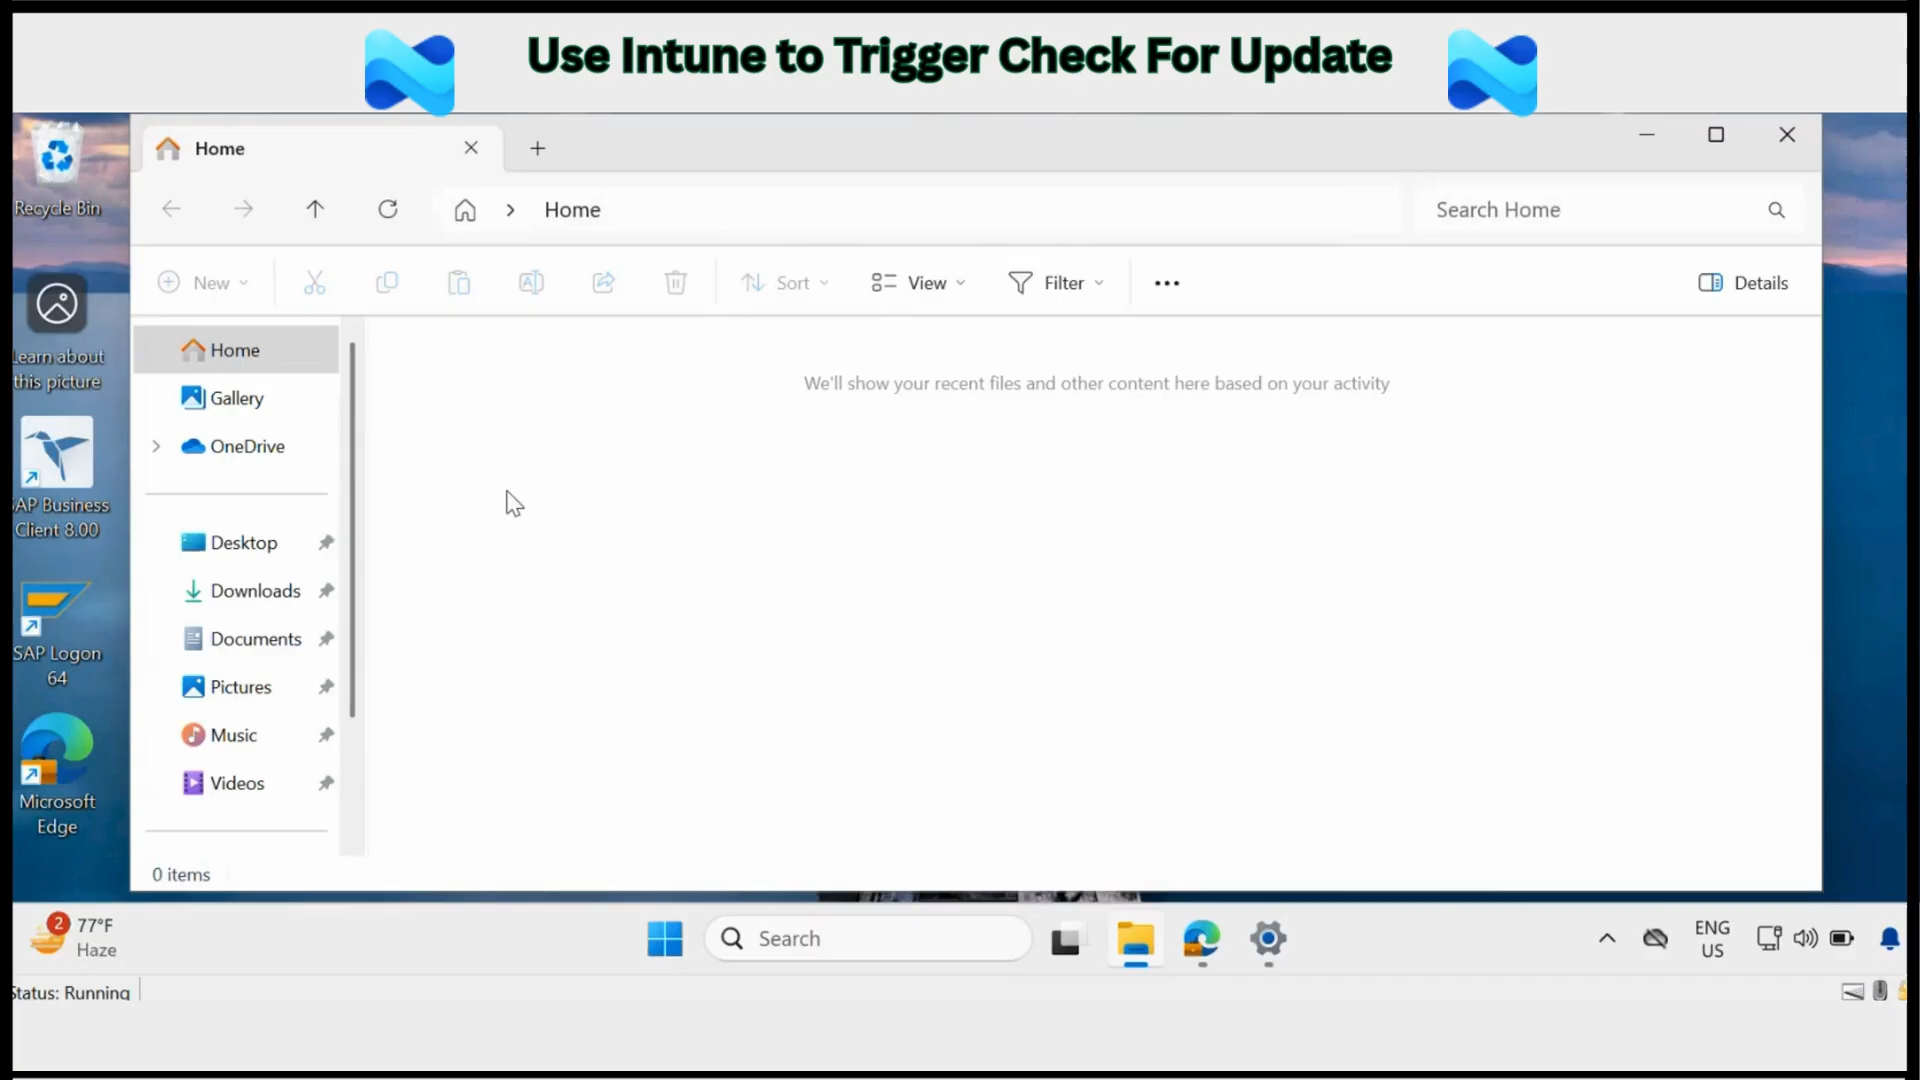 Use Intune to Trigger Check For Update
Home
Home
Search Home
New
Sort
View
Filter
Details
Recycle Bin
Learn about
this picture
SAP Business
Client 8.00
SAP Logon
64
Microsoft
Edge
Home
Gallery
OneDrive
Desktop
Downloads
Documents
Pictures
Music
Videos
We'll show your recent files and other content here based on your activity
0 items
2
77°F
Haze
Search
ENG
US
Status: Running